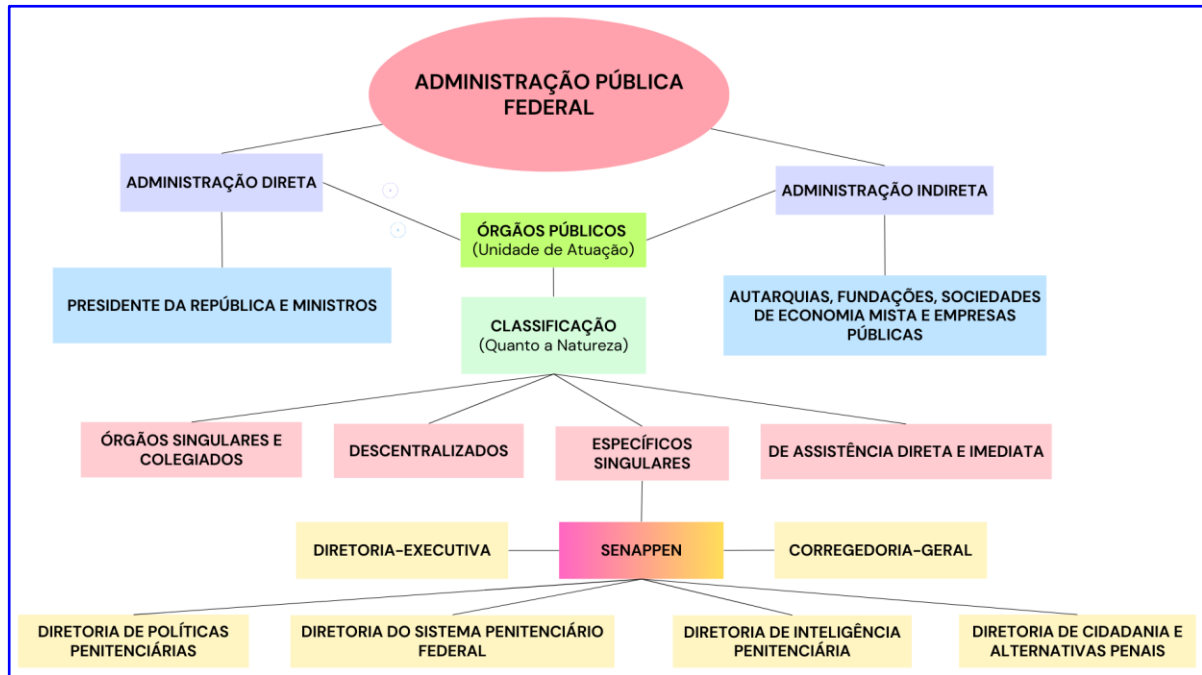 ADMINISTRAÇÃO PÚBLICA
FEDERAL
ADMINISTRAÇÃO DIRETA
ADMINISTRAÇÃO INDIRETA
ÓRGÃOS PÚBLICOS
(Unidade de Atuação)
PRESIDENTE DA REPÚBLICA E MINISTROS
AUTARQUIAS, FUNDAÇÕES, SOCIEDADES
DE ECONOMIA MISTA E EMPRESAS
PÚBLICAS
CLASSIFICAÇÃO
(Quanto a Natureza)
ÓRGÃOS SINGULARES E
COLEGIADOS
DESCENTRALIZADOS
ESPECÍFICOS
SINGULARES
DE ASSISTÊNCIA DIRETA E IMEDIATA
DIRETORIA-EXECUTIVA
SENAPPEN
CORREGEDORIA-GERAL
DIRETORIA DE POLÍTICAS
PENITENCIÁRIAS
DIRETORIA DO SISTEMA PENITENCIÁRIO
FEDERAL
DIRETORIA DE INTELIGÊNCIA
PENITENCIÁRIA
DIRETORIA DE CIDADANIA E
ALTERNATIVAS PENAIS